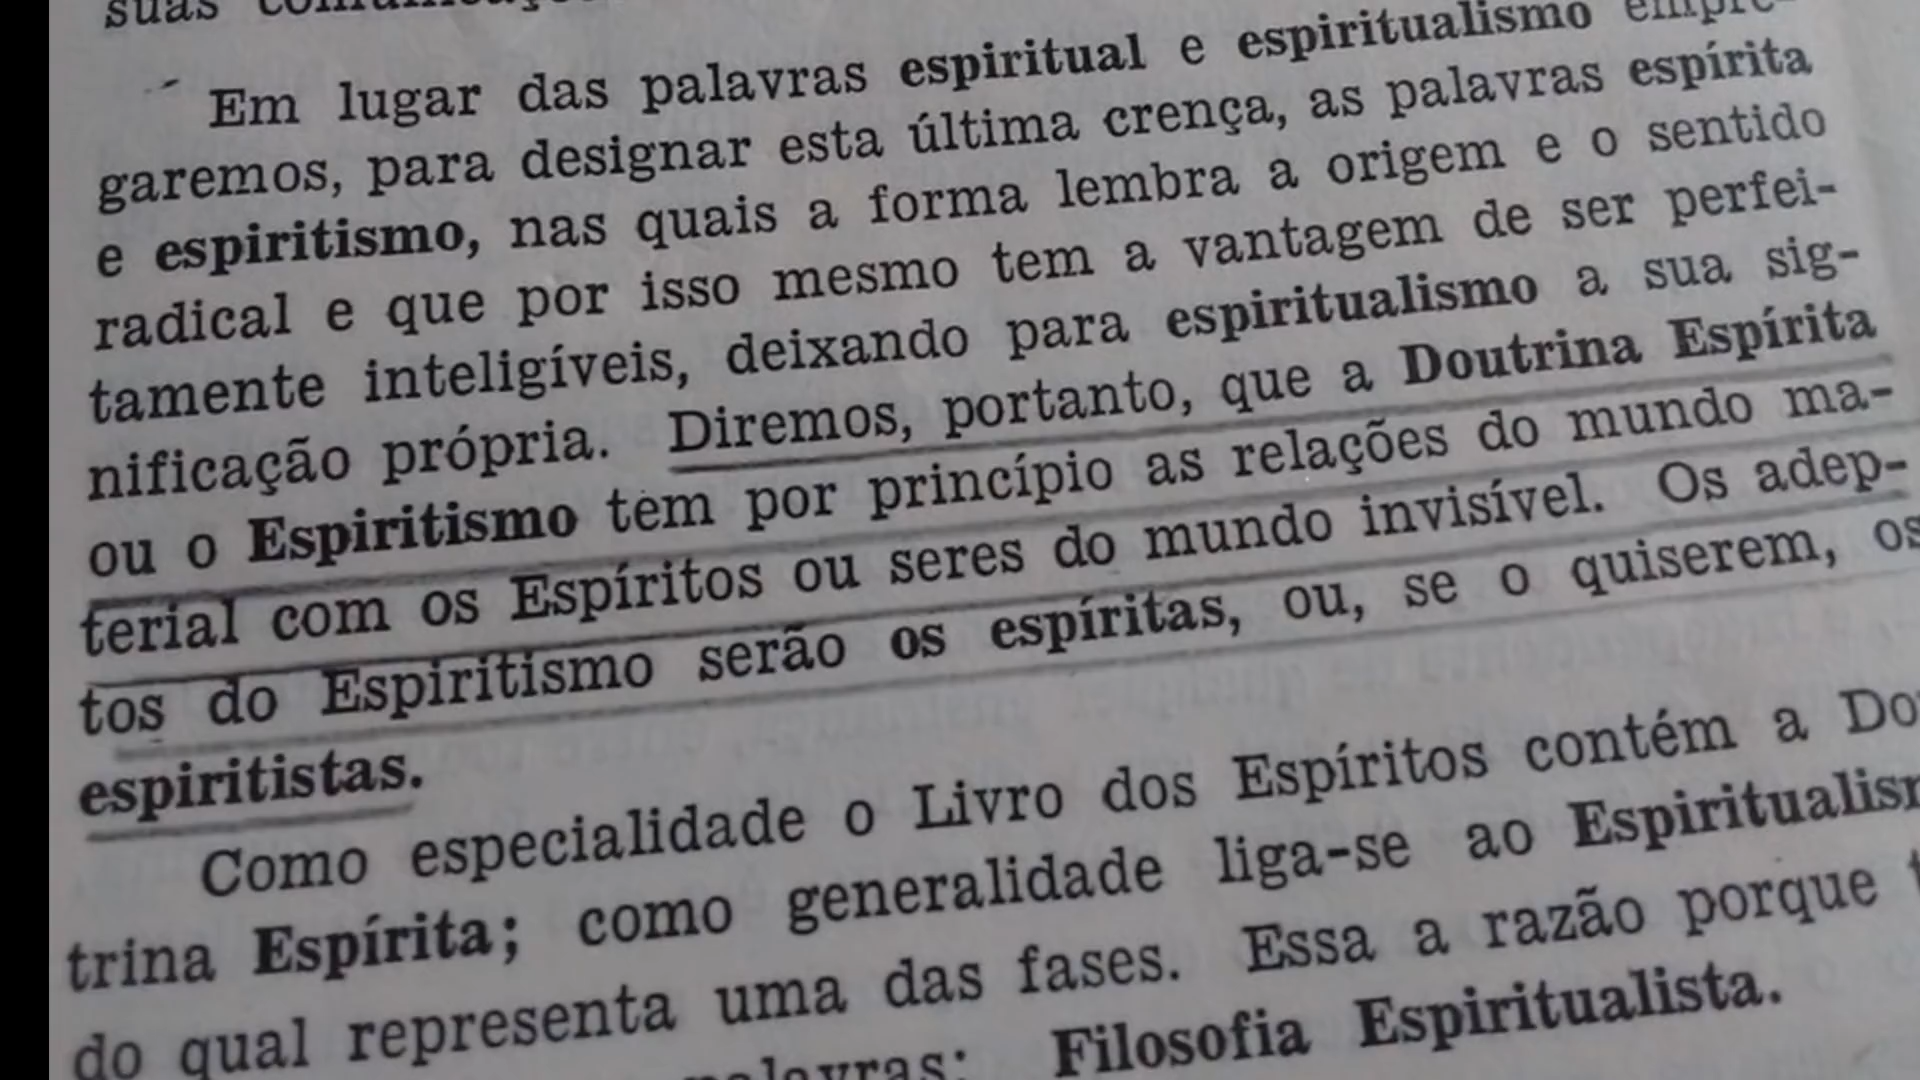 suas
Em lugar das palavras espiritual e espiritualismo empre-
garemos, para designar esta última crença, as palavras espírita
e espiritismo, nas quais a forma lembra a origem e o sentido
radical e que por isso mesmo tem a vantagem de ser perfei-
tamente inteligíveis, deixando para espiritualismo a sua sig-
nificação própria. Diremos, portanto, que a Doutrina Espírita
ou o Espiritismo tem por princípio as relações do mundo ma-
terial com os Espíritos ou seres do mundo invisível. Os adep-
tos do Espiritismo serão os espíritas, ou, se o quiserem, os
espiritistas.
Como especialidade o Livro dos Espíritos contém a Dou
trina Espírita; como generalidade liga-se ao
do qual representa uma das fases. Essa a razão porque
palavras: Filosofia Espiritualista.